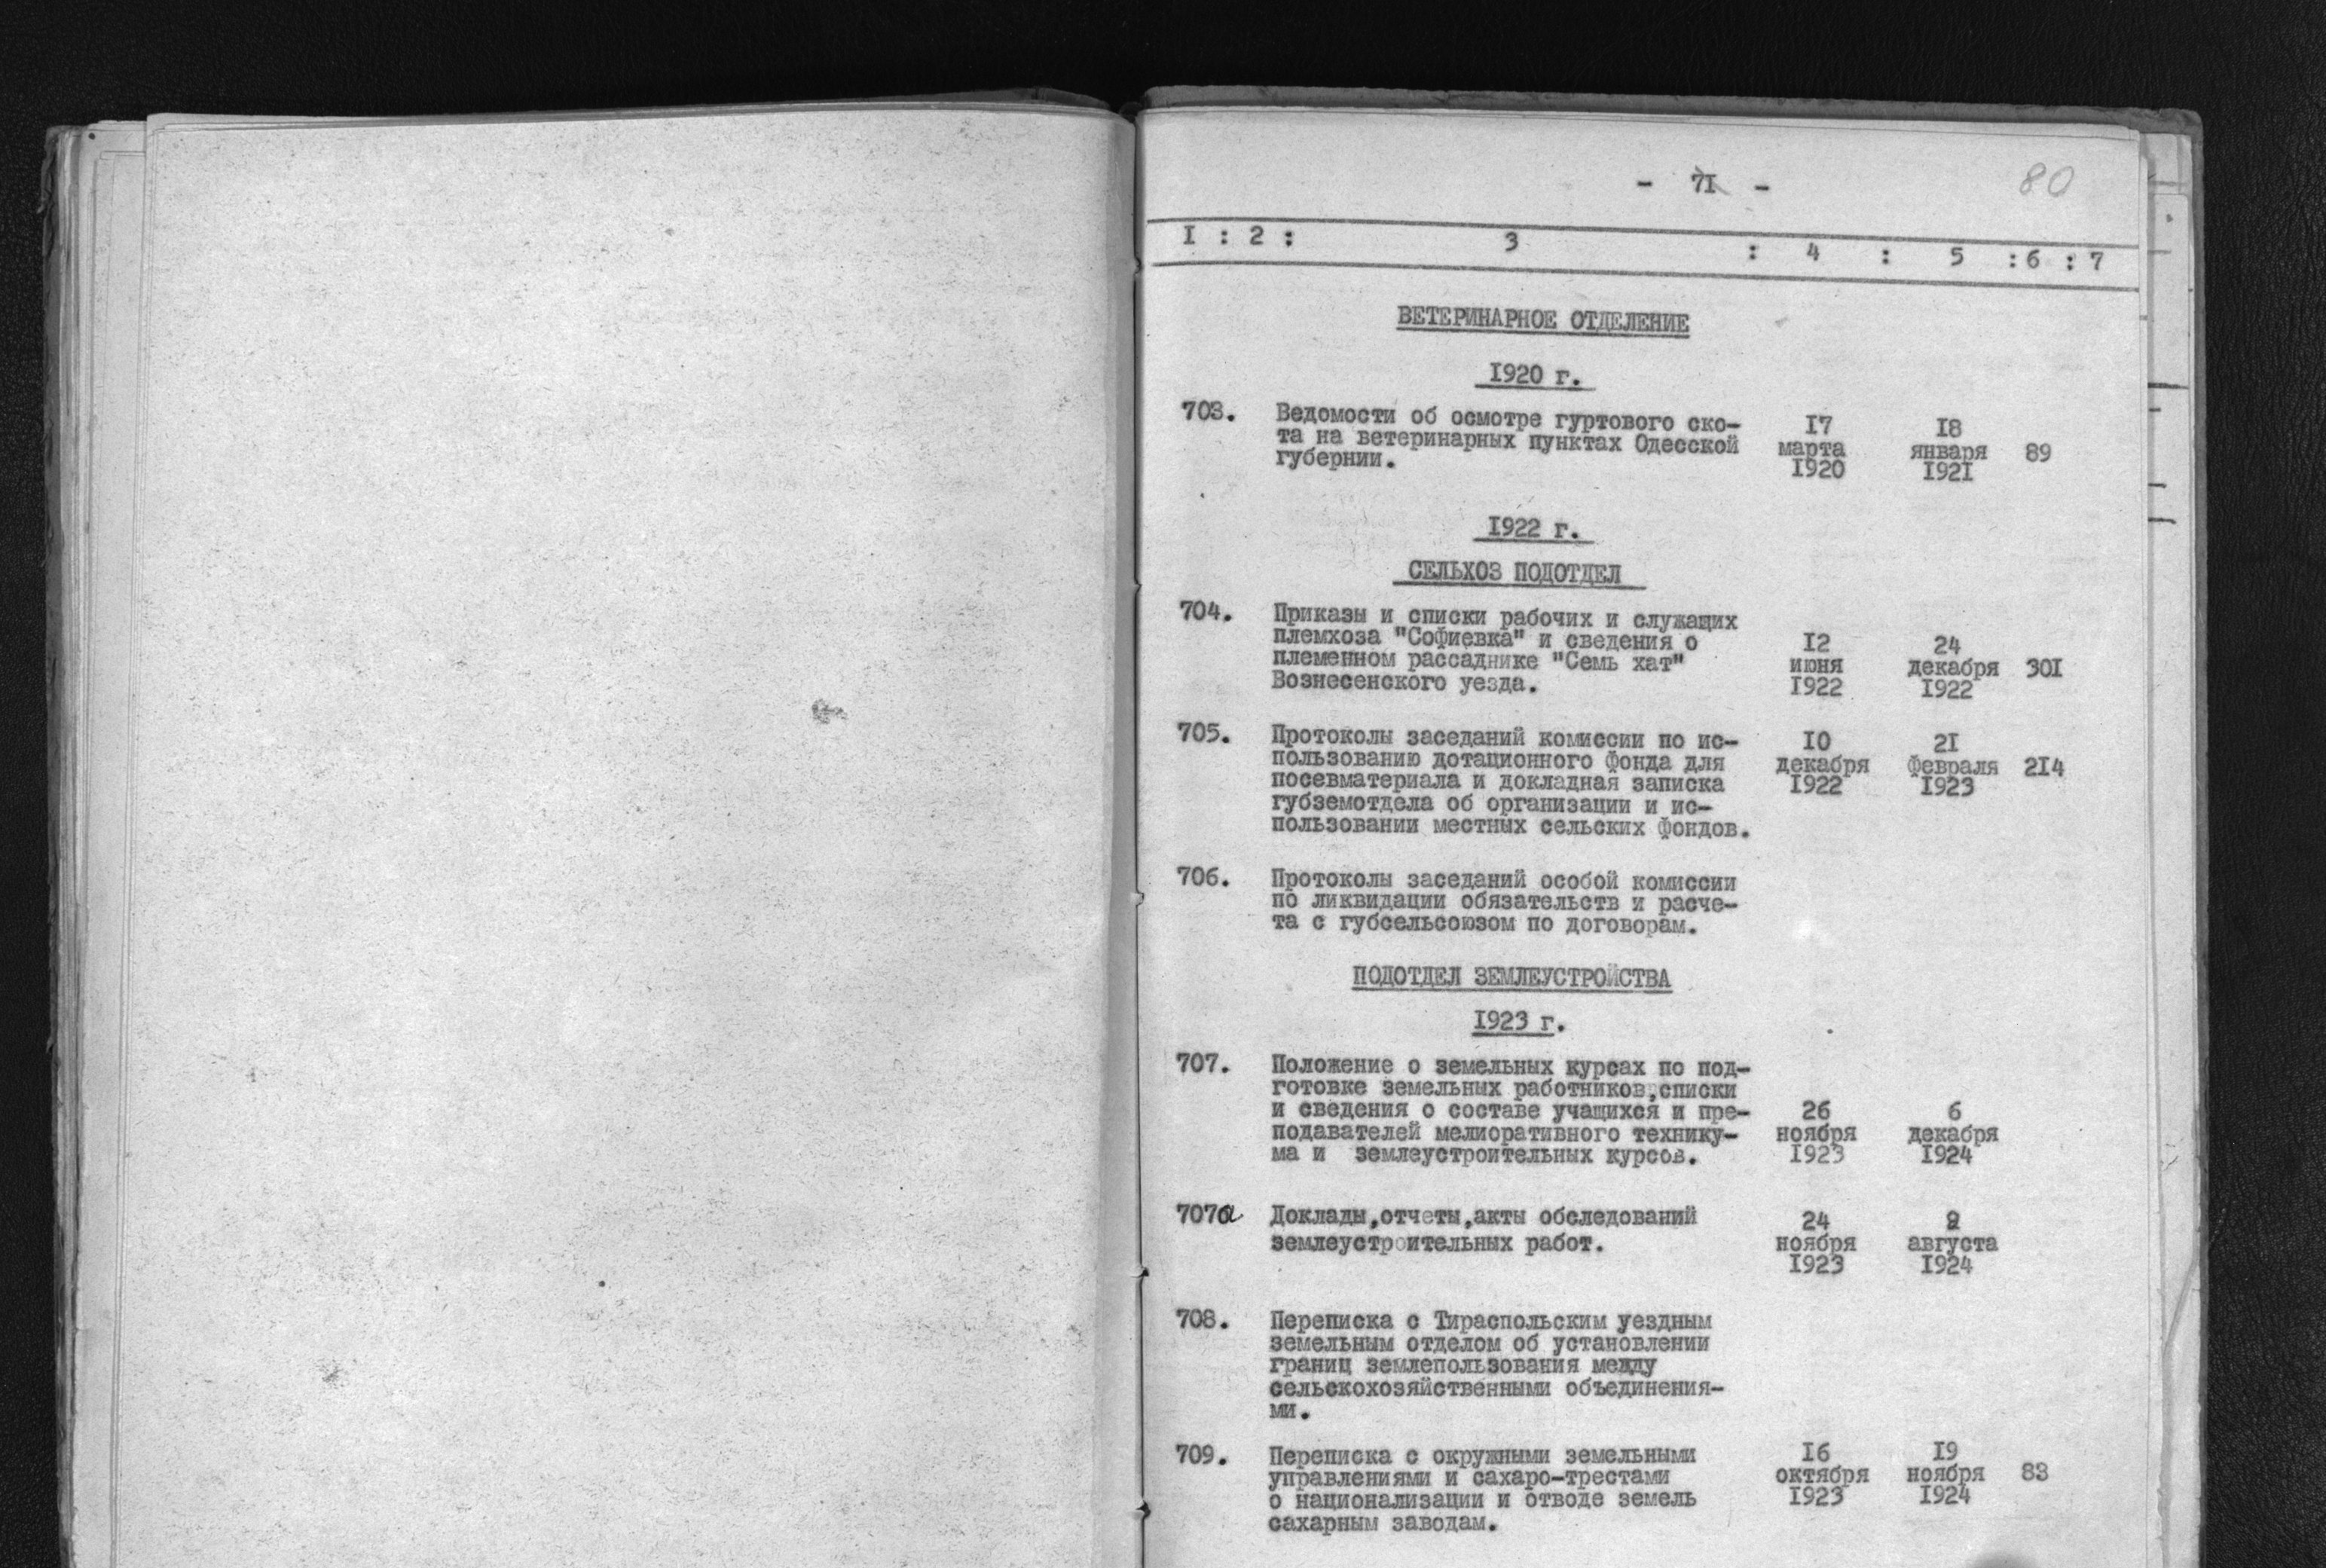 - 71 -
80
I : 2 : 3 : 4 : 5 : 6 : 7
ВЕТЕРИНАРНОЕ ОТДЕЛЕНИЕ
I920 г.
703. Ведомости об осмотре гуртового ско- I7 I8
та на ветеринарных пунктах Одесской марта января 89
губернии. I920 I92I
I922 г.
СЕЛЬХОЗ ПОДОТДЕЛ
704. Приказы и списки рабочих и служащих
племхоза "Софиевка" и сведения о I2 24
племенном рассаднике "Семь хат" июня декабря 30I
Вознесенского уезда. I922 I922
705. Протоколы заседаний комиссии по ис- I0 2I
пользованию дотационного фонда для декабря февраля 2I4
посевматериала и докладная записка I922 I923
губземотдела об организации и ис-
пользовании местных сельских фондов.
706. Протоколы заседаний особой комиссии
по ликвидации обязательств и расче-
та с губсельсоюзом по договорам.
ПОДОТДЕЛ ЗЕМЛЕУСТРОЙСТВА
I923 г.
707. Положение о земельных курсах по под-
готовке земельных работников,списки
и сведения о составе учащихся и пре- 26 6
подавателей мелиоративного технику- ноября декабря
ма и землеустроительных курсов. I923 I924
707а Доклады,отчеты,акты обследований 24
землеустроительных работ. ноября августа
I923 I924
708. Переписка с Тираспольским уездным
земельным отделом об установлении
границ землепользования между
сельскохозяйственными объединения-
ми.
709. Переписка с окружными земельными I6 I9
управлениями и сахаро-трестами октября ноября 83
о национализации и отводе земель I923 I924
сахарным заводам.